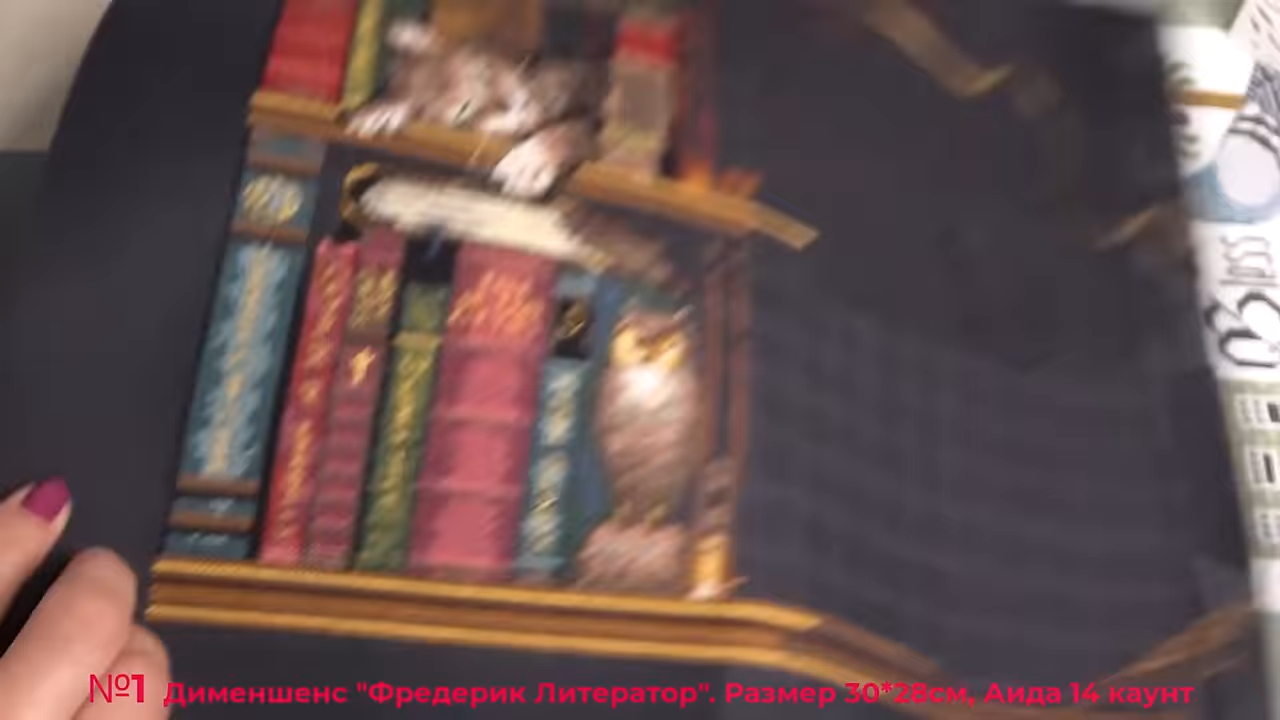 №1 Дименшенс "Фредерик Литератор". Размер 30*28см, Аида 14 каунт